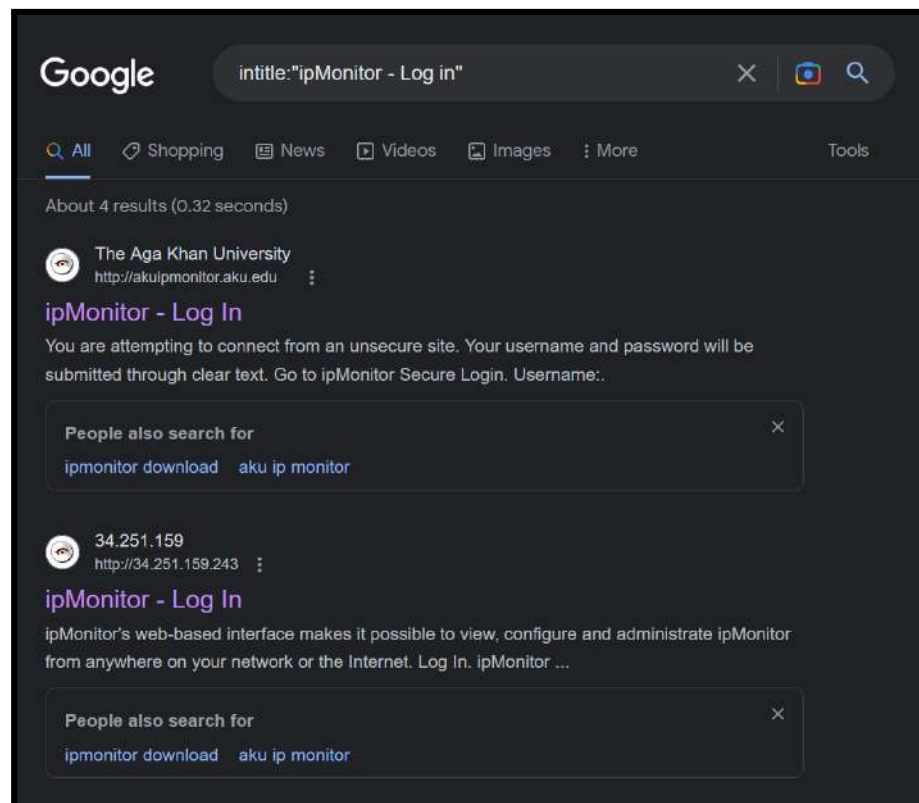 Google
intitle:"ipMonitor - Log in"
All Shopping News Videos Images More Tools
About 4 results (0.32 seconds)
The Aga Khan University
http://akuipmonitor.aku.edu
ipMonitor - Log In
You are attempting to connect from an unsecure site. Your username and password will be
submitted through clear text. Go to ipMonitor Secure Login. Username:.
People also search for
ipmonitor download aku ip monitor
34.251.159
http://34.251.159.243
ipMonitor - Log In
ipMonitor's web-based interface makes it possible to view, configure and administrate ipMonitor
from anywhere on your network or the Internet. Log In. ipMonitor ...
People also search for
ipmonitor download aku ip monitor